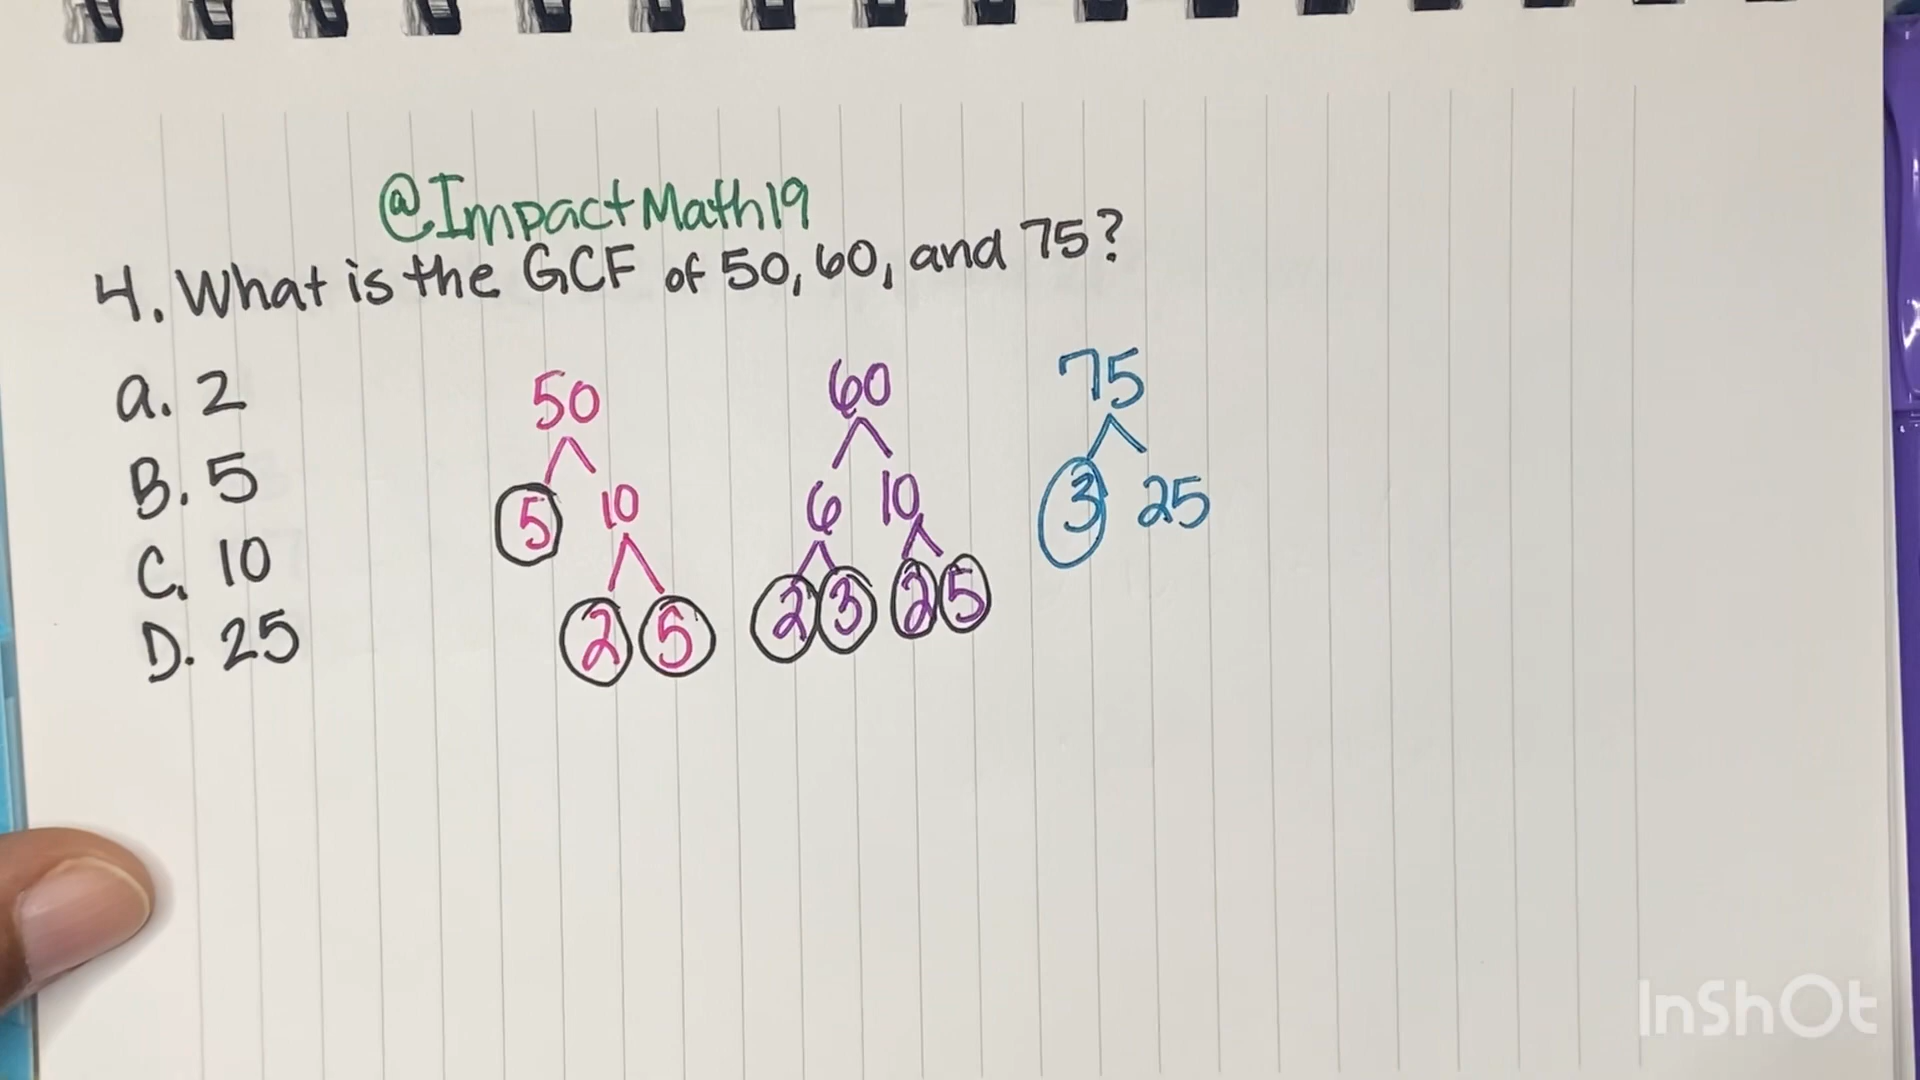 @ImpactMath19
4. What is the GCF of 50, 60, and 75?
a. 2
B. 5
C. 10
D. 25
50
5 10
2 5
60
6 10
2 3 2 5
75
3 25
InShOt